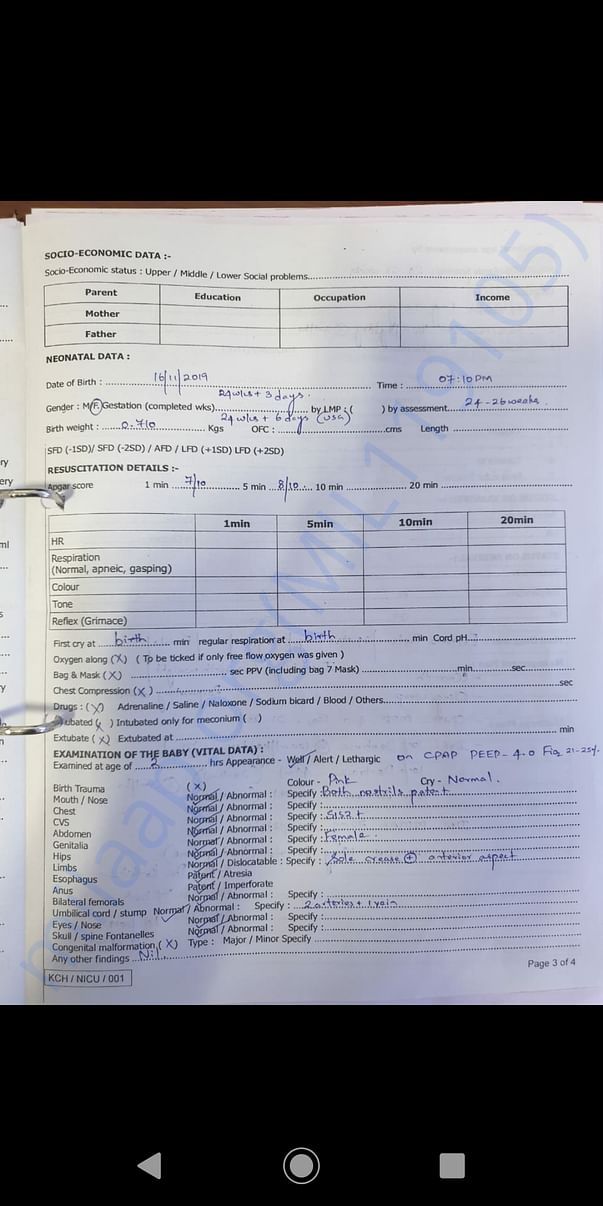 SOCIO-ECONOMIC DATA :-
Socio-Economic status : Upper / Middle / Lower Social problems
Parent Education Occupation Income
Mother
Father
NEONATAL DATA :
Date of Birth : 16/11/2019 Time : 07:10PM
24wks + 3 days.
Gender : M/F. Gestation (completed wks) by LMP ; ( ) by assessment 24-26 weeks.
24 wks + 6 days (USG)
Birth weight : 0.710 Kgs OFC : cms Length
SFD (-1SD)/ SFD (-2SD) / AFD / LFD (+1SD) LFD (+2SD)
RESUSCITATION DETAILS :-
Apgar score 1 min 7/10 5 min 8/10 10 min 20 min
1min 5min 10min 20min
HR
Respiration
(Normal, apneic, gasping)
Colour
Tone
Reflex (Grimace)
First cry at birth min regular respiration at birth min Cord pH
Oxygen along (X) ( To be ticked if only free flow oxygen was given )
Bag & Mask (X) sec PPV (including bag 7 Mask) min sec
Chest Compression (X) sec
Drugs : (X) Adrenaline / Saline / Naloxone / Sodium bicard / Blood / Others
ubated (X) Intubated only for meconium ( )
Extubate (X) Extubated at min
EXAMINATION OF THE BABY (VITAL DATA) :
Examined at age of hrs Appearance - Well / Alert / Lethargic on CPAP PEEP- 4.0 Fio2 21-25%.
Colour - Pink Cry - Normal.
Birth Trauma (X)
Mouth / Nose Normal / Abnormal : Specify : Both nostrils patent
Chest Normal / Abnormal : Specify :
CVS Normal / Abnormal : Specify : S1S2 +
Abdomen Normal / Abnormal : Specify :
Genitalia Normal / Abnormal : Specify : Female.
Hips Normal / Abnormal : Specify :
Limbs Normal / Dislocatable : Specify : Sole crease (+) anterior aspect
Esophagus Patent / Atresia
Anus Patent / Imperforate
Bilateral femorals Normal / Abnormal : Specify :
Umbilical cord / stump Normal / Abnormal : Specify : 2 arteries + 1 vein
Eyes / Nose Normal / Abnormal : Specify :
Skull / spine Fontanelles Normal / Abnormal : Specify :
Congenital malformation (X) Type : Major / Minor Specify
Any other findings Nil.
Page 3 of 4
KCH / NICU / 001